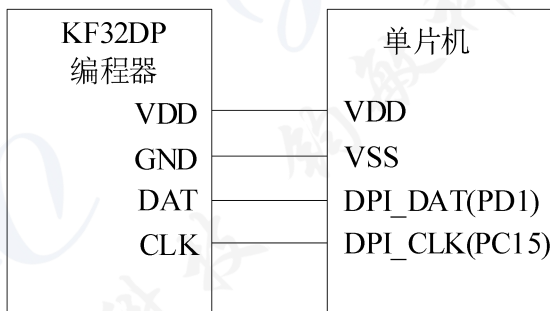 KF32DP
编程器
单片机
VDD
VDD
GND
VSS
DAT
DPI_DAT(PD1)
CLK
DPI_CLK(PC15)